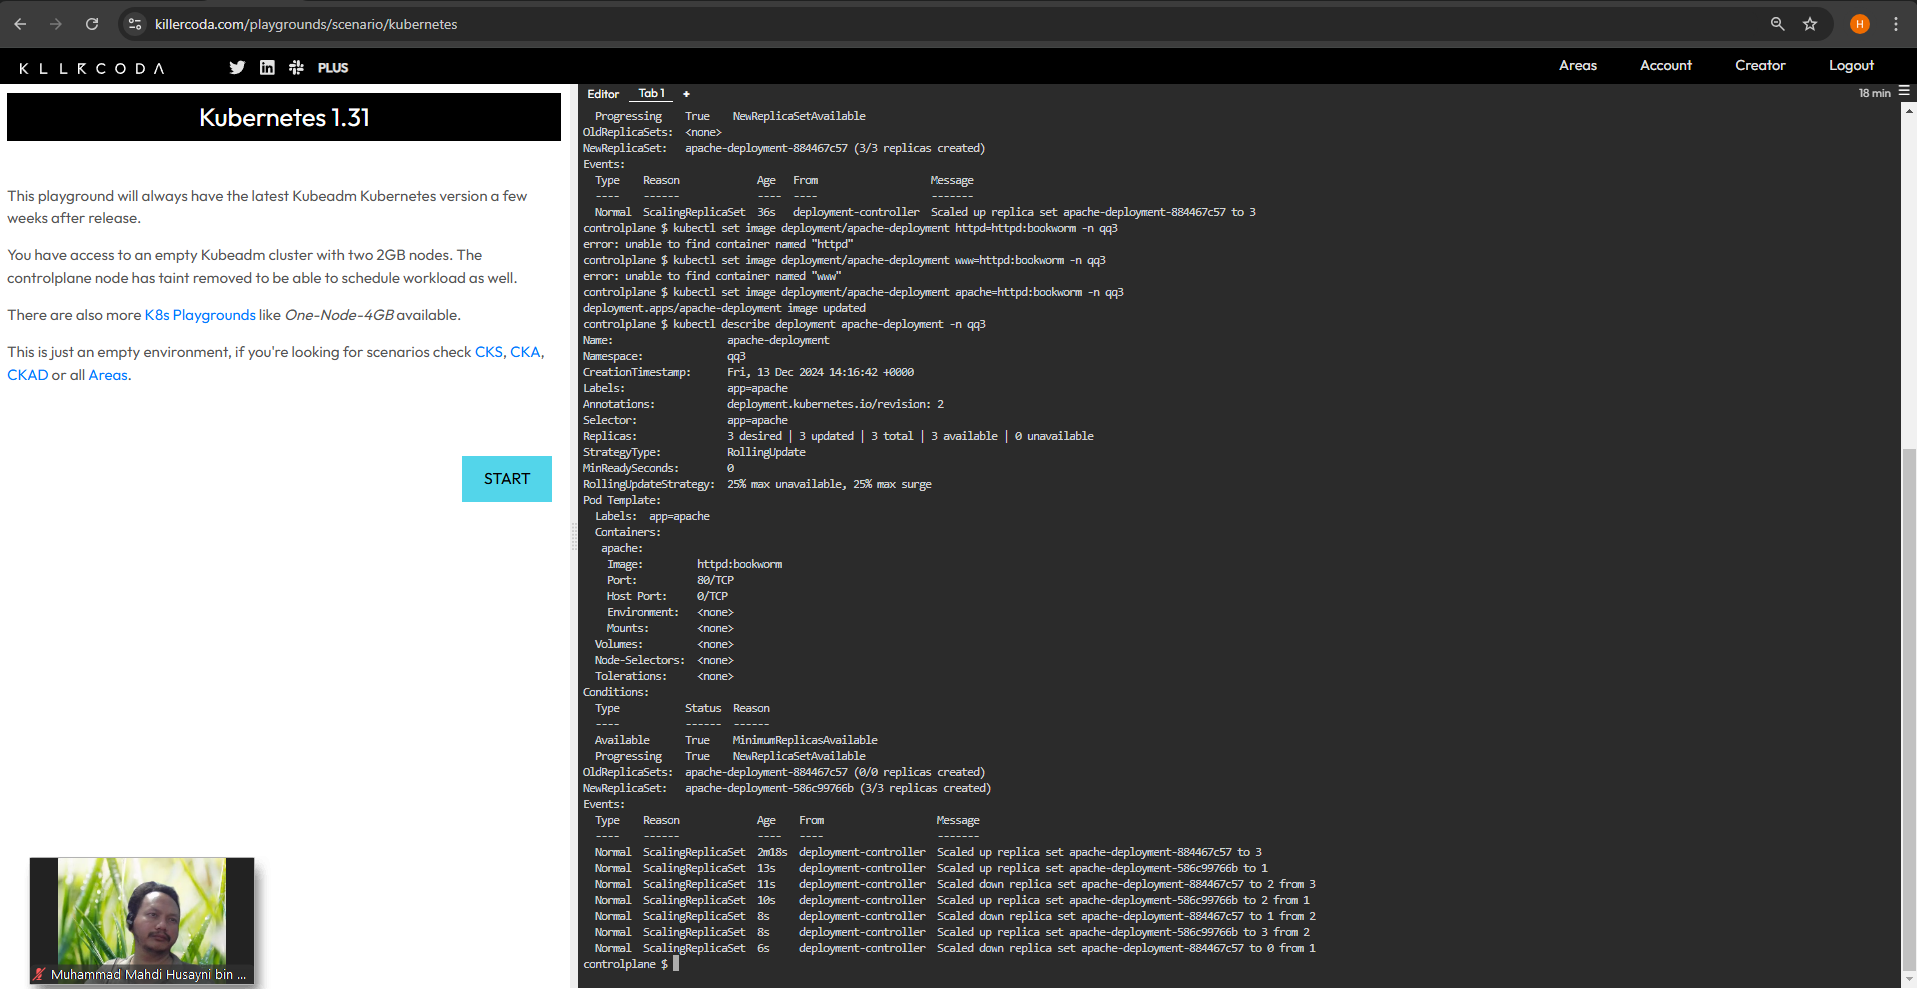 killercoda.com/playgrounds/scenario/kubernetes
H
KLLRCODA
PLUS
Areas Account Creator Logout
Kubernetes 1.31
This playground will always have the latest Kubeadm Kubernetes version a few
weeks after release.
You have access to an empty Kubeadm cluster with two 2GB nodes. The
controlplane node has taint removed to be able to schedule workload as well.
There are also more K8s Playgrounds like One-Node-4GB available.
This is just an empty environment, if you're looking for scenarios check CKS, CKA,
CKAD or all Areas.
START
Muhammad Mahdi Husayni bin ...
Editor Tab 1 +
18 min
Progressing True NewReplicaSetAvailable
OldReplicaSets: <none>
NewReplicaSet: apache-deployment-884467c57 (3/3 replicas created)
Events:
Type Reason Age From Message
---- ------ ---- ---- -------
Normal ScalingReplicaSet 36s deployment-controller Scaled up replica set apache-deployment-884467c57 to 3
controlplane $ kubectl set image deployment/apache-deployment httpd=httpd:bookworm -n qq3
error: unable to find container named "httpd"
controlplane $ kubectl set image deployment/apache-deployment www=httpd:bookworm -n qq3
error: unable to find container named "www"
controlplane $ kubectl set image deployment/apache-deployment apache=httpd:bookworm -n qq3
deployment.apps/apache-deployment image updated
controlplane $ kubectl describe deployment apache-deployment -n qq3
Name: apache-deployment
Namespace: qq3
CreationTimestamp: Fri, 13 Dec 2024 14:16:42 +0000
Labels: app=apache
Annotations: deployment.kubernetes.io/revision: 2
Selector: app=apache
Replicas: 3 desired | 3 updated | 3 total | 3 available | 0 unavailable
StrategyType: RollingUpdate
MinReadySeconds: 0
RollingUpdateStrategy: 25% max unavailable, 25% max surge
Pod Template:
Labels: app=apache
Containers:
apache:
Image: httpd:bookworm
Port: 80/TCP
Host Port: 0/TCP
Environment: <none>
Mounts: <none>
Volumes: <none>
Node-Selectors: <none>
Tolerations: <none>
Conditions:
Type Status Reason
---- ------ ------
Available True MinimumReplicasAvailable
Progressing True NewReplicaSetAvailable
OldReplicaSets: apache-deployment-884467c57 (0/0 replicas created)
NewReplicaSet: apache-deployment-586c99766b (3/3 replicas created)
Events:
Type Reason Age From Message
---- ------ ---- ---- -------
Normal ScalingReplicaSet 2m18s deployment-controller Scaled up replica set apache-deployment-884467c57 to 3
Normal ScalingReplicaSet 13s deployment-controller Scaled up replica set apache-deployment-586c99766b to 1
Normal ScalingReplicaSet 11s deployment-controller Scaled down replica set apache-deployment-884467c57 to 2 from 3
Normal ScalingReplicaSet 10s deployment-controller Scaled up replica set apache-deployment-586c99766b to 2 from 1
Normal ScalingReplicaSet 8s deployment-controller Scaled down replica set apache-deployment-884467c57 to 1 from 2
Normal ScalingReplicaSet 8s deployment-controller Scaled up replica set apache-deployment-586c99766b to 3 from 2
Normal ScalingReplicaSet 6s deployment-controller Scaled down replica set apache-deployment-884467c57 to 0 from 1
controlplane $